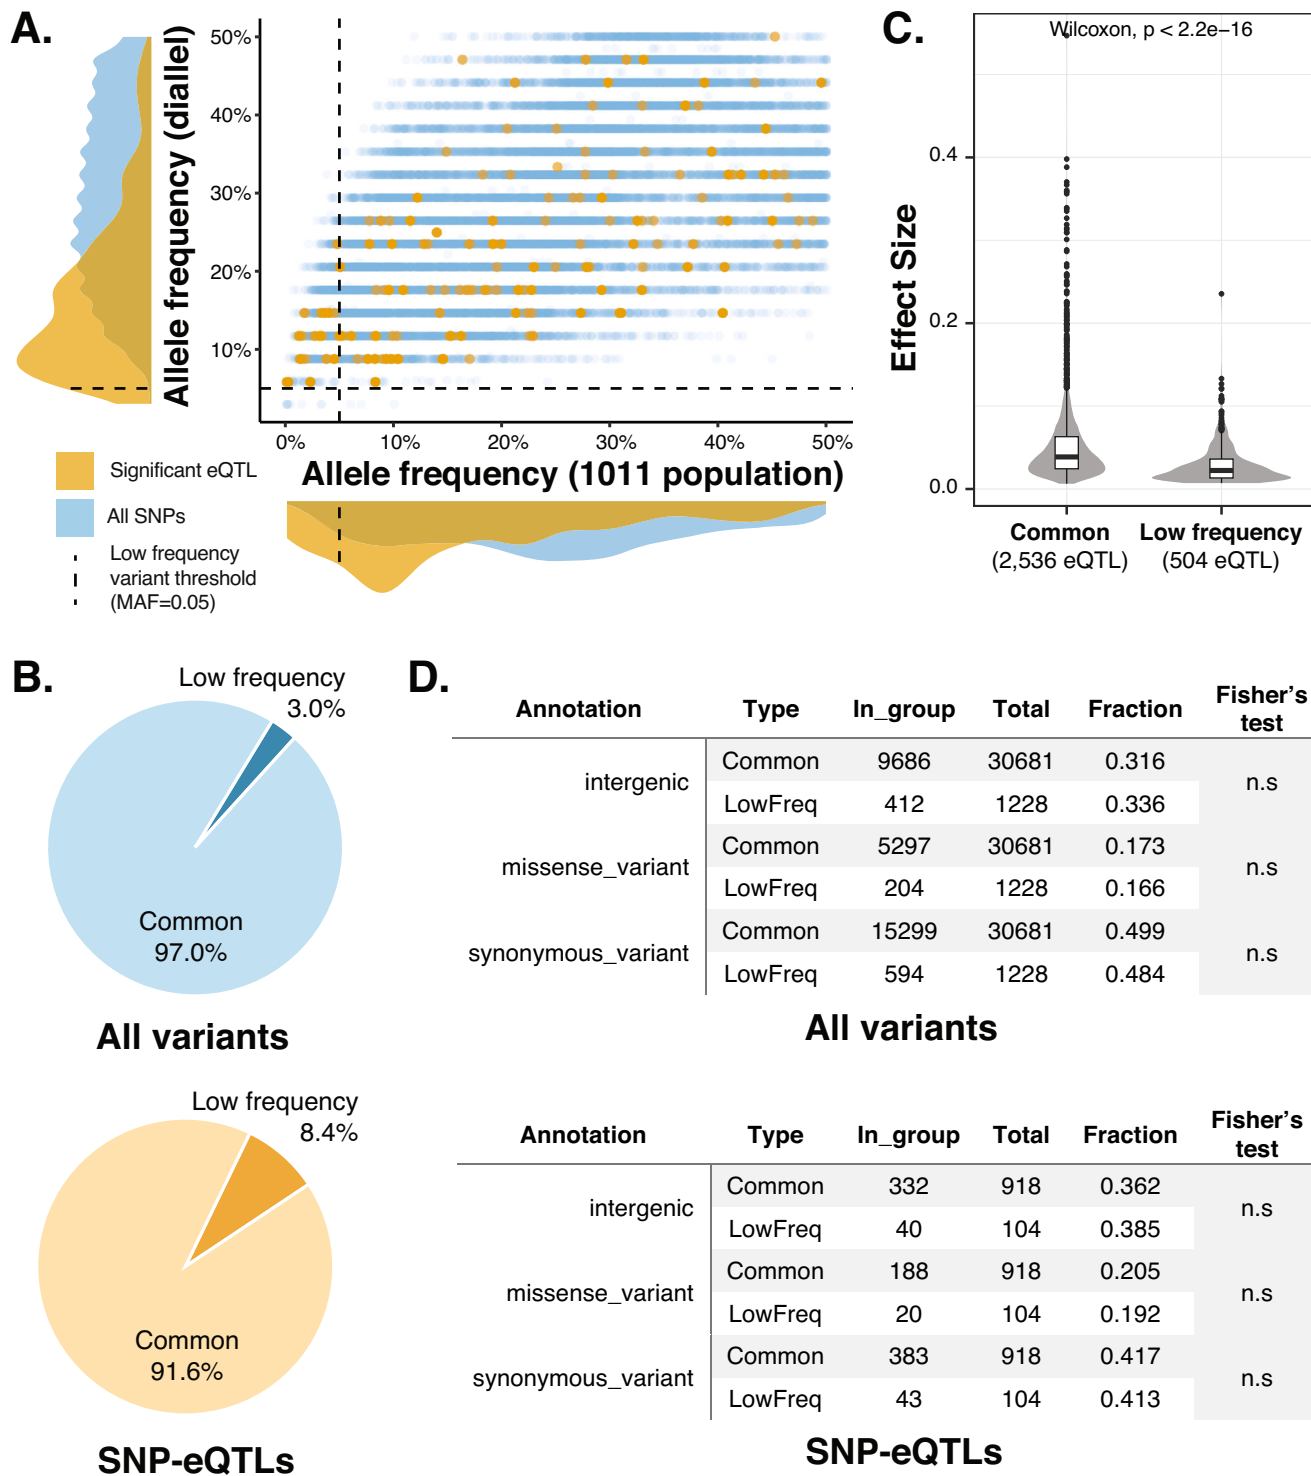 A.
Allele frequency (diallel)
50%
40%
30%
20%
10%
0%
10%
20%
30%
40%
50%
Allele frequency (1011 population)
Significant eQTL
All SNPs
Low frequency
variant threshold
(MAF=0.05)
C.
Wilcoxon, p < 2.2e−16
Effect Size
0.4
0.2
0.0
Common
(2,536 eQTL)
Low frequency
(504 eQTL)
B.
Low frequency
3.0%
Common
97.0%
All variants
Low frequency
8.4%
Common
91.6%
SNP-eQTLs
D.
Annotation Type In_group Total Fraction Fisher's test
intergenic
Common 9686 30681 0.316
LowFreq 412 1228 0.336
n.s
missense_variant
Common 5297 30681 0.173
LowFreq 204 1228 0.166
n.s
synonymous_variant
Common 15299 30681 0.499
LowFreq 594 1228 0.484
n.s
All variants
Annotation Type In_group Total Fraction Fisher's test
intergenic
Common 332 918 0.362
LowFreq 40 104 0.385
n.s
missense_variant
Common 188 918 0.205
LowFreq 20 104 0.192
n.s
synonymous_variant
Common 383 918 0.417
LowFreq 43 104 0.413
n.s
SNP-eQTLs